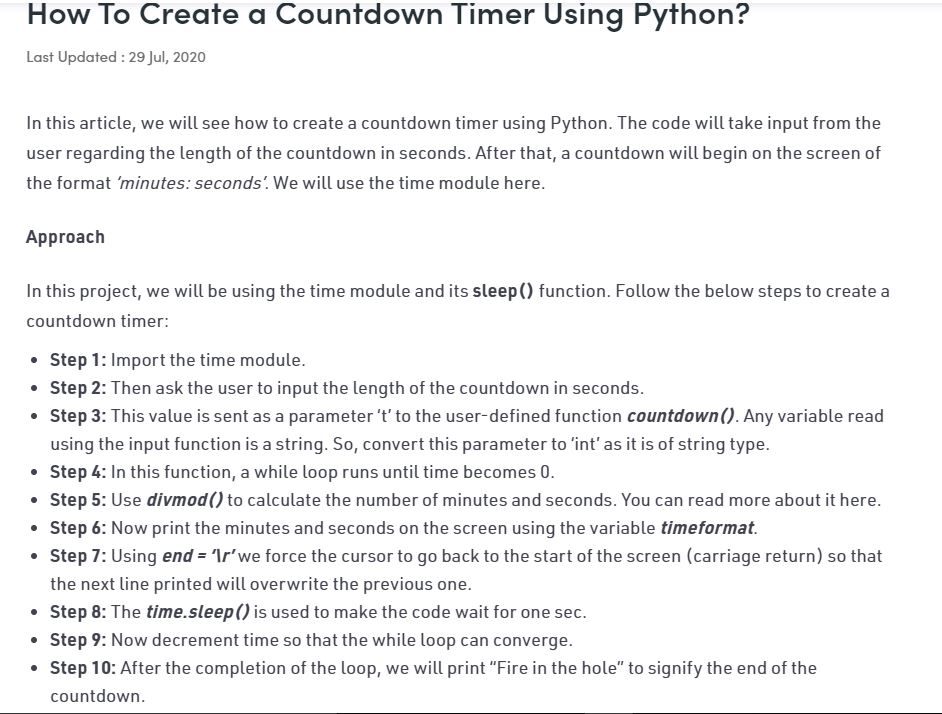 How To Create a Countdown Timer Using Python?
Last Updated : 29 Jul, 2020
In this article, we will see how to create a countdown timer using Python. The code will take input from the
user regarding the length of the countdown in seconds. After that, a countdown will begin on the screen of
the format ‘minutes: seconds’. We will use the time module here.
Approach
In this project, we will be using the time module and its sleep() function. Follow the below steps to create a
countdown timer:
• Step 1: Import the time module.
• Step 2: Then ask the user to input the length of the countdown in seconds.
• Step 3: This value is sent as a parameter ‘t’ to the user-defined function countdown(). Any variable read
using the input function is a string. So, convert this parameter to ‘int’ as it is of string type.
• Step 4: In this function, a while loop runs until time becomes 0.
• Step 5: Use divmod() to calculate the number of minutes and seconds. You can read more about it here.
• Step 6: Now print the minutes and seconds on the screen using the variable timeformat.
• Step 7: Using end = ‘\r’ we force the cursor to go back to the start of the screen (carriage return) so that
the next line printed will overwrite the previous one.
• Step 8: The time.sleep() is used to make the code wait for one sec.
• Step 9: Now decrement time so that the while loop can converge.
• Step 10: After the completion of the loop, we will print “Fire in the hole” to signify the end of the
countdown.